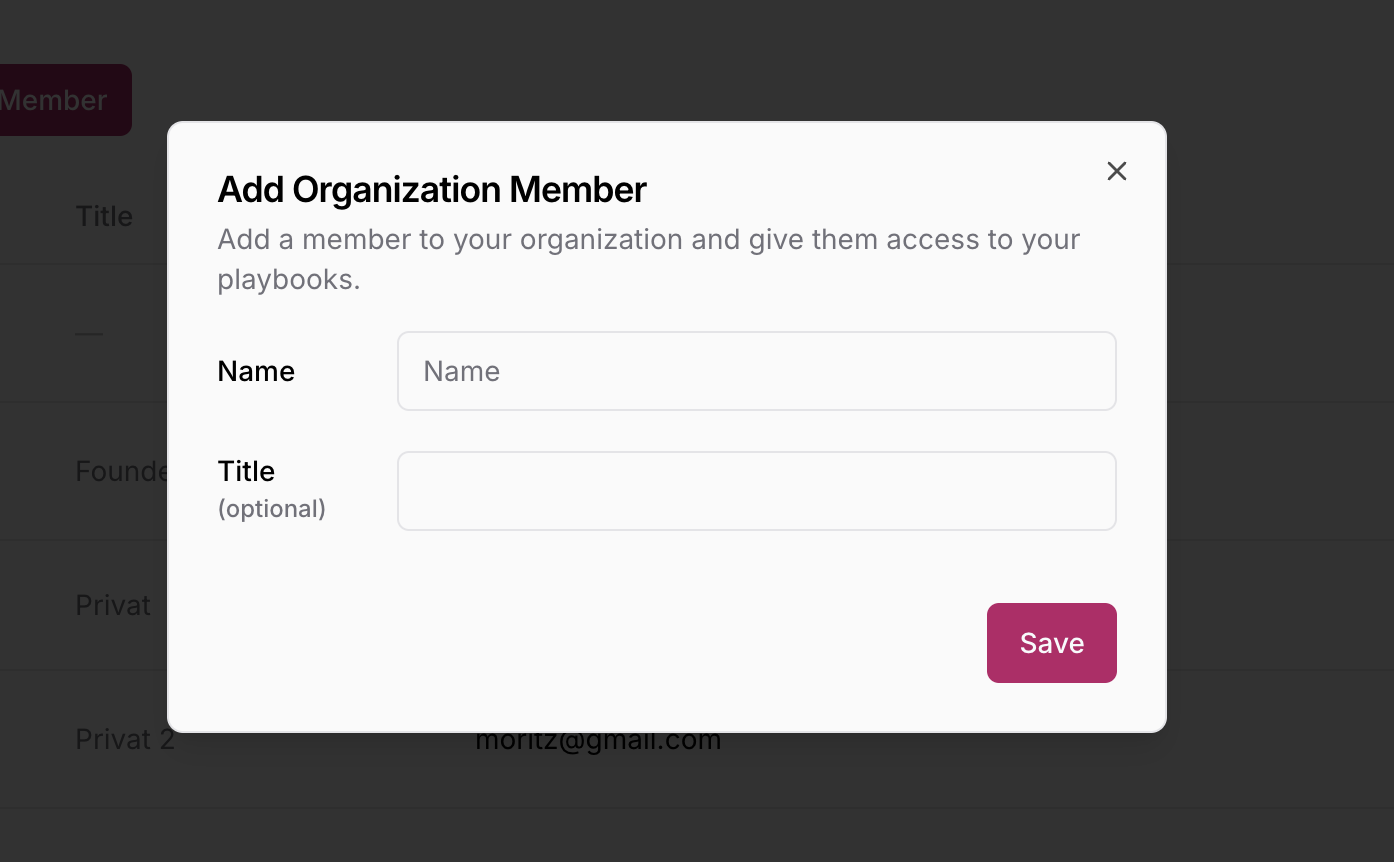 Member
Add Organization Member
Add a member to your organization and give them access to your
playbooks.
Title
—
Name
Name
Founde
Title
(optional)
Privat
Save
Privat 2
moritz@gmail.com